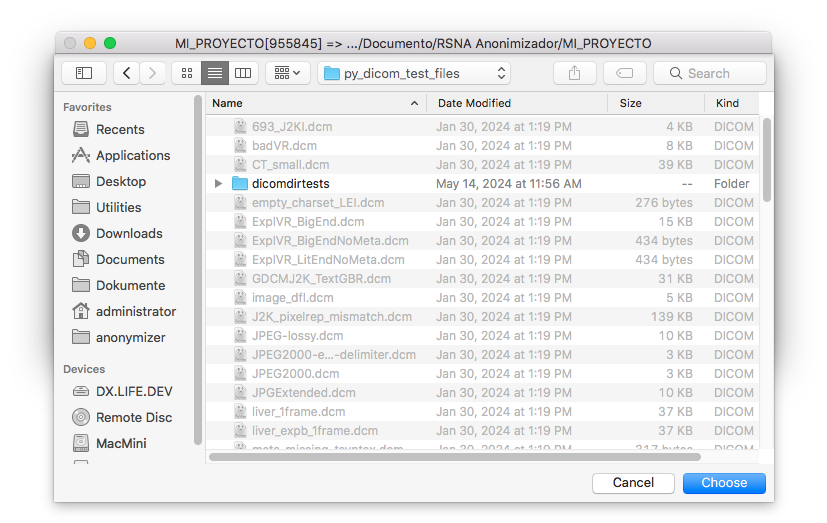 MI_PROYECTO[955845] => .../Documento/RSNA Anonimizador/MI_PROYECTO
py_dicom_test_files
Search
Favorites
Recents
Applications
Desktop
Utilities
Downloads
Documents
Dokumente
administrator
anonymizer
Devices
DX.LIFE.DEV
Remote Disc
MacMini
Name Date Modified Size Kind
693_J2KI.dcm Jan 30, 2024 at 1:19 PM 4 KB DICOM
badVR.dcm Jan 30, 2024 at 1:19 PM 8 KB DICOM
CT_small.dcm Jan 30, 2024 at 1:19 PM 39 KB DICOM
dicomdirtests May 14, 2024 at 11:56 AM -- Folder
empty_charset_LEI.dcm Jan 30, 2024 at 1:19 PM 276 bytes DICOM
ExplVR_BigEnd.dcm Jan 30, 2024 at 1:19 PM 15 KB DICOM
ExplVR_BigEndNoMeta.dcm Jan 30, 2024 at 1:19 PM 434 bytes DICOM
ExplVR_LitEndNoMeta.dcm Jan 30, 2024 at 1:19 PM 434 bytes DICOM
GDCMJ2K_TextGBR.dcm Jan 30, 2024 at 1:19 PM 31 KB DICOM
image_dfl.dcm Jan 30, 2024 at 1:19 PM 5 KB DICOM
J2K_pixelrep_mismatch.dcm Jan 30, 2024 at 1:19 PM 139 KB DICOM
JPEG-lossy.dcm Jan 30, 2024 at 1:19 PM 10 KB DICOM
JPEG2000-e...-delimiter.dcm Jan 30, 2024 at 1:19 PM 3 KB DICOM
JPEG2000.dcm Jan 30, 2024 at 1:19 PM 3 KB DICOM
JPGExtended.dcm Jan 30, 2024 at 1:19 PM 10 KB DICOM
liver_1frame.dcm Jan 30, 2024 at 1:19 PM 37 KB DICOM
liver_expb_1frame.dcm Jan 30, 2024 at 1:19 PM 37 KB DICOM
Jan 30, 2024 at 1:19 PM 317 bytes DICOM
Cancel Choose